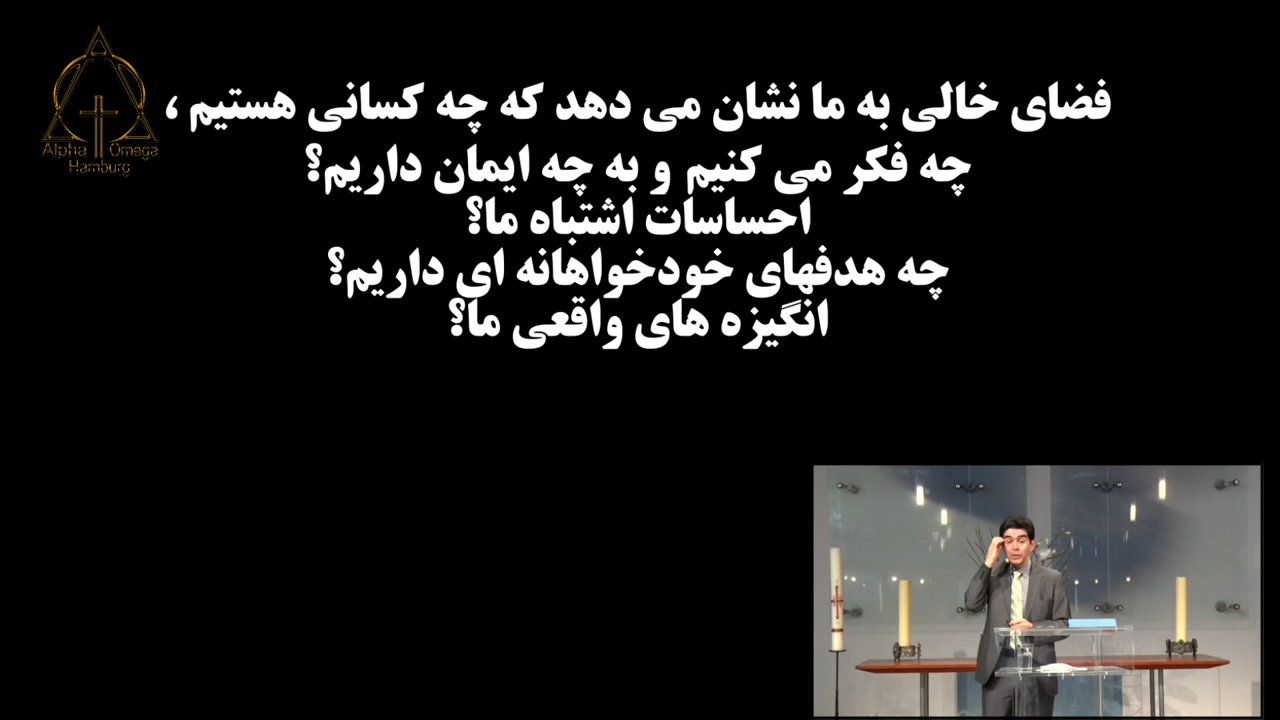 فضای خالی به ما نشان می دهد که چه کسانی هستیم ،
چه فکر می کنیم و به چه ایمان داریم؟
احساسات اشتباه ما؟
چه هدفهای خودخواهانه ای داریم؟
انگیزه های واقعی ما؟
Alpha Omega
Hamburg